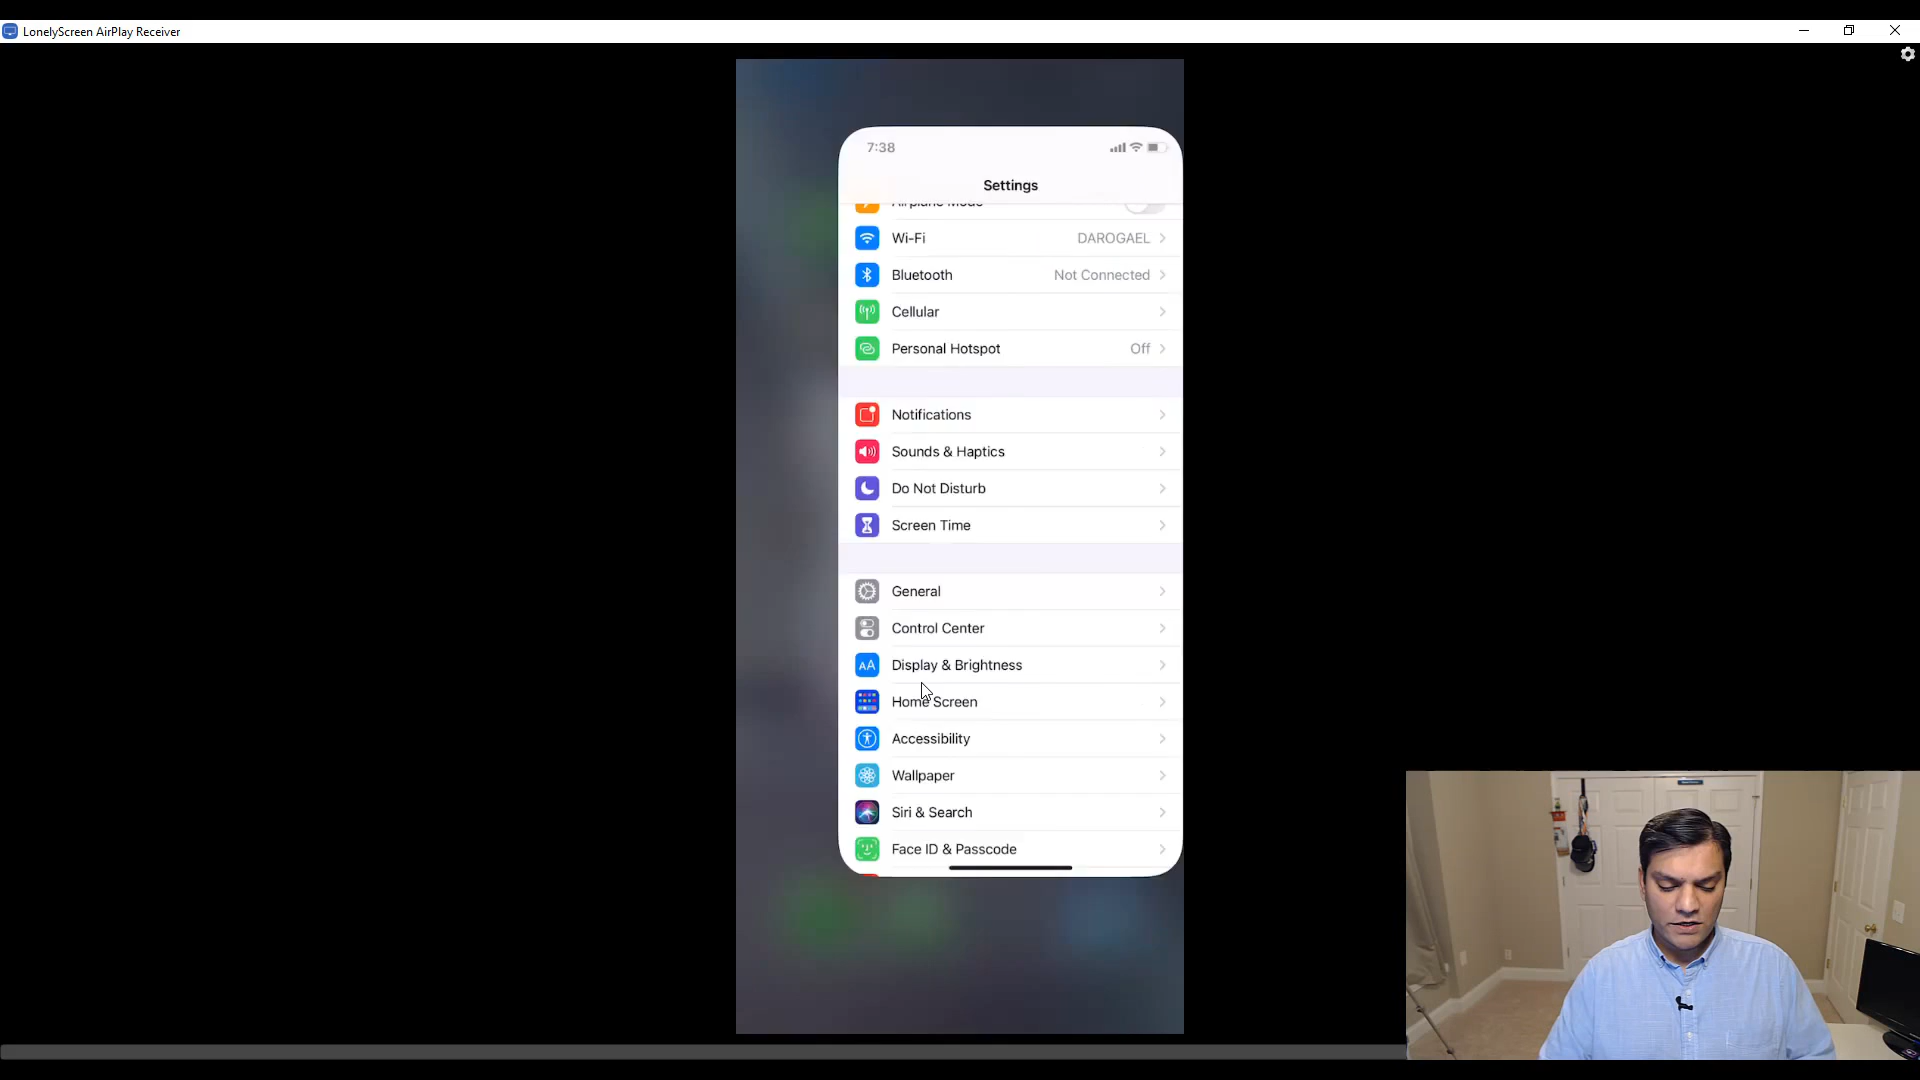 LonelyScreen AirPlay Receiver
7:38
Settings
Airplane Mode
Wi-Fi DAROGAEL
Bluetooth Not Connected
Cellular
Personal Hotspot Off
Notifications
Sounds & Haptics
Do Not Disturb
Screen Time
General
Control Center
AA Display & Brightness
Home Screen
Accessibility
Wallpaper
Siri & Search
Face ID & Passcode